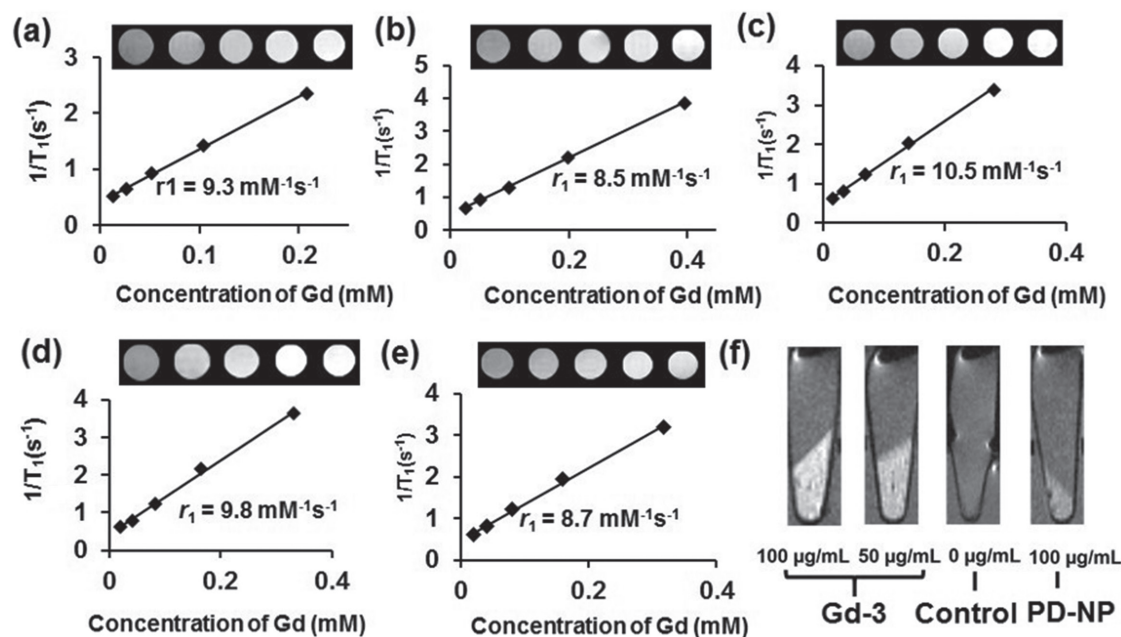 (a)
3
2
1
0
1/T₁(s⁻¹)
r1 = 9.3 mM⁻¹s⁻¹
0 0.1 0.2
Concentration of Gd (mM)
(b)
5
4
3
2
1
0
1/T₁(s⁻¹)
r₁ = 8.5 mM⁻¹s⁻¹
0 0.2 0.4
Concentration of Gd (mM)
(c)
4
3
2
1
0
1/T₁(s⁻¹)
r₁ = 10.5 mM⁻¹s⁻¹
0 0.2 0.4
Concentration of Gd (mM)
(d)
4
3
2
1
0
1/T₁(s⁻¹)
r₁ = 9.8 mM⁻¹s⁻¹
0 0.2 0.4
Concentration of Gd (mM)
(e)
4
3
2
1
0
1/T₁(s⁻¹)
r₁ = 8.7 mM⁻¹s⁻¹
0 0.2 0.4
Concentration of Gd (mM)
(f)
100 µg/mL 50 µg/mL 0 µg/mL 100 µg/mL
Gd-3 Control PD-NP